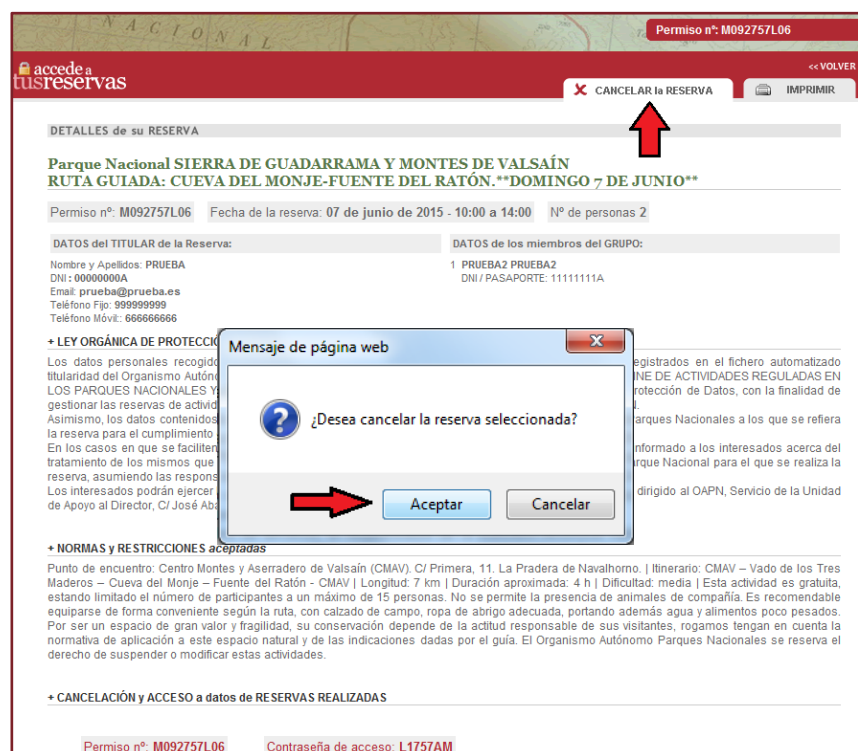 NACIONAL
Permiso nº: M092757L06
<< VOLVER
accede a
tusreservas
CANCELAR la RESERVA
IMPRIMIR
DETALLES de su RESERVA
Parque Nacional SIERRA DE GUADARRAMA Y MONTES DE VALSAÍN
RUTA GUIADA: CUEVA DEL MONJE-FUENTE DEL RATÓN.**DOMINGO 7 DE JUNIO**
Permiso nº: M092757L06 Fecha de la reserva: 07 de junio de 2015 - 10:00 a 14:00 Nº de personas 2
DATOS del TITULAR de la Reserva: DATOS de los miembros del GRUPO:
Nombre y Apellidos: PRUEBA
DNI : 00000000A
Email: prueba@prueba.es
Teléfono Fijo: 999999999
Teléfono Móvil:: 666666666
1 PRUEBA2 PRUEBA2
DNI / PASAPORTE: 11111111A
+ LEY ORGÁNICA DE PROTECCI
Los datos personales recogido egistrados en el fichero automatizado
titularidad del Organismo Autóno INE DE ACTIVIDADES REGULADAS EN
LOS PARQUES NACIONALES Y rotección de Datos, con la finalidad de
gestionar las reservas de activid
Asimismo, los datos contenidos arques Nacionales a los que se refiera
la reserva para el cumplimiento
En los casos en que se faciliten nformado a los interesados acerca del
tratamiento de los mismos que rque Nacional para el que se realiza la
reserva, asumiendo las respons
Los interesados podrán ejercer dirigido al OAPN, Servicio de la Unidad
de Apoyo al Director, C/ José Aba
Mensaje de página web
¿Desea cancelar la reserva seleccionada?
Aceptar Cancelar
+ NORMAS y RESTRICCIONES aceptadas
Punto de encuentro: Centro Montes y Aserradero de Valsaín (CMAV). C/ Primera, 11. La Pradera de Navalhorno. | Itinerario: CMAV – Vado de los Tres
Maderos – Cueva del Monje – Fuente del Ratón - CMAV | Longitud: 7 km | Duración aproximada: 4 h | Dificultad: media | Esta actividad es gratuita,
estando limitado el número de participantes a un máximo de 15 personas. No se permite la presencia de animales de compañía. Es recomendable
equiparse de forma conveniente según la ruta, con calzado de campo, ropa de abrigo adecuada, portando además agua y alimentos poco pesados.
Por ser un espacio de gran valor y fragilidad, su conservación depende de la actitud responsable de sus visitantes, rogamos tengan en cuenta la
normativa de aplicación a este espacio natural y de las indicaciones dadas por el guía. El Organismo Autónomo Parques Nacionales se reserva el
derecho de suspender o modificar estas actividades.
+ CANCELACIÓN y ACCESO a datos de RESERVAS REALIZADAS
Permiso nº: M092757L06 Contraseña de acceso: L1757AM